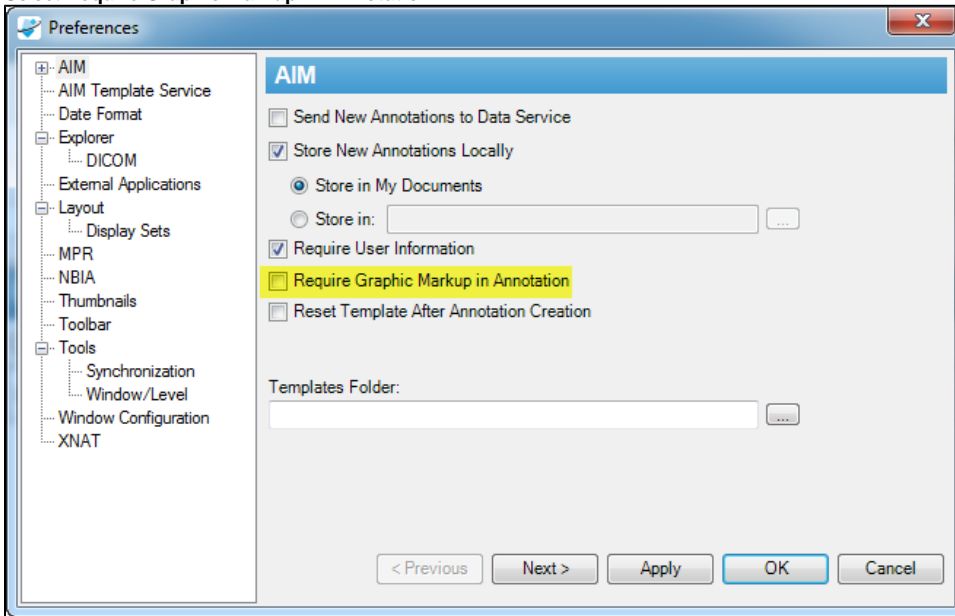 Preferences
AIM
AIM Template Service
Date Format
Explorer
DICOM
External Applications
Layout
Display Sets
MPR
NBIA
Thumbnails
Toolbar
Tools
Synchronization
Window/Level
Window Configuration
XNAT
AIM
Send New Annotations to Data Service
Store New Annotations Locally
Store in My Documents
Store in:
...
Require User Information
Require Graphic Markup in Annotation
Reset Template After Annotation Creation
Templates Folder:
...
< Previous
Next >
Apply
OK
Cancel